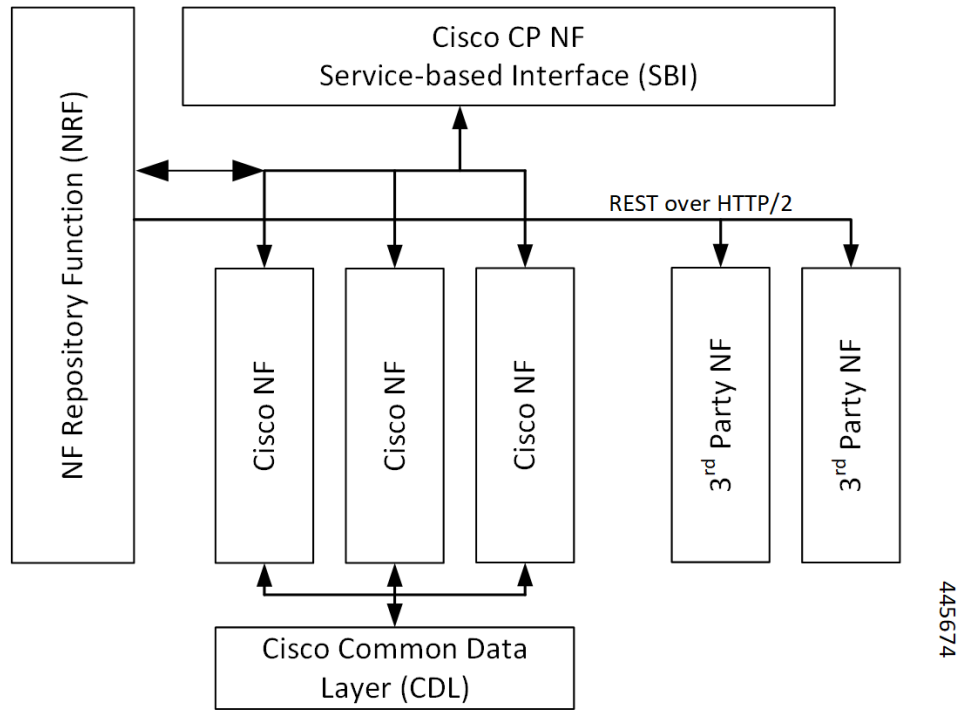 NF Repository Function (NRF)
Cisco CP NF
Service-based Interface (SBI)
REST over HTTP/2
Cisco NF
Cisco NF
Cisco NF
3rd Party NF
3rd Party NF
Cisco Common Data
Layer (CDL)
445674